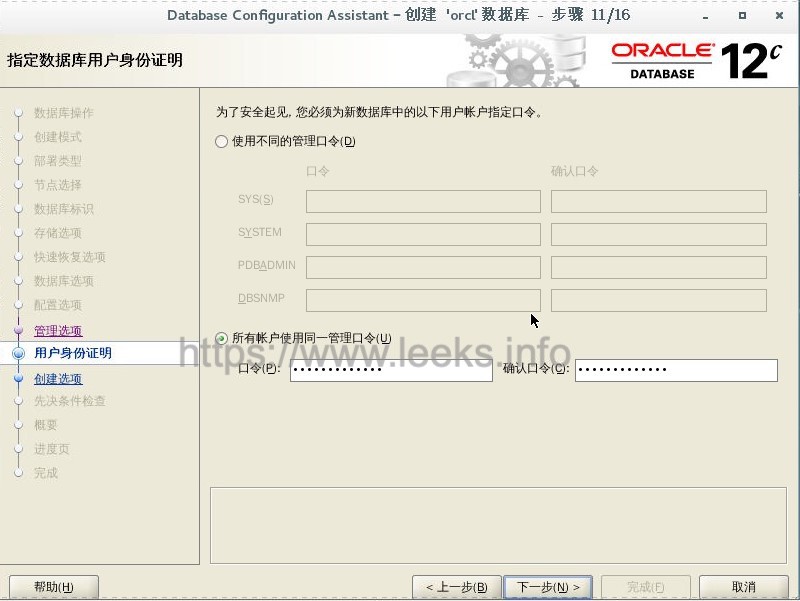 Database Configuration Assistant - 创建 'orcl' 数据库 - 步骤 11/16
指定数据库用户身份证明
ORACLE
DATABASE
12c
数据库操作
创建模式
部署类型
节点选择
数据库标识
存储选项
快速恢复选项
数据库选项
配置选项
管理选项
用户身份证明
创建选项
先决条件检查
概要
进度页
完成
为了安全起见, 您必须为新数据库中的以下用户帐户指定口令。
使用不同的管理口令(D)
口令 确认口令
SYS(S)
SYSTEM
PDBADMIN
DBSNMP
所有帐户使用同一管理口令(U)
https://www.leeks.info
口令(P): ••••••••••••• 确认口令(C): •••••••••••••
帮助(H) < 上一步(B) 下一步(N) > 完成(F) 取消